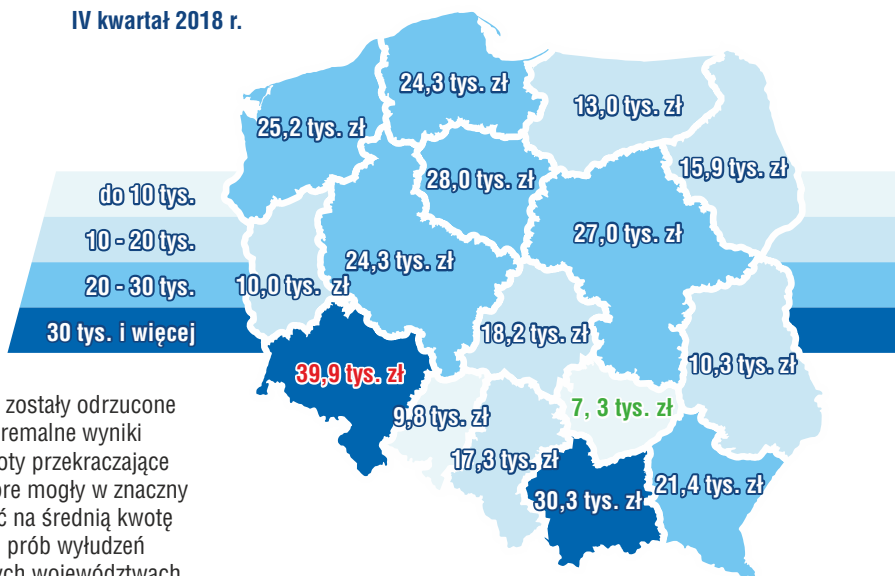 IV kwartał 2018 r.
24,3 tys. zł
13,0 tys. zł
25,2 tys. zł
15,9 tys. zł
28,0 tys. zł
do 10 tys.
10 - 20 tys.
20 - 30 tys.
30 tys. i więcej
27,0 tys. zł
24,3 tys. zł
10,0 tys. zł
18,2 tys. zł
10,3 tys. zł
39,9 tys. zł
7, 3 tys. zł
9,8 tys. zł
17,3 tys. zł
30,3 tys. zł
21,4 tys. zł
zostały odrzucone
remalne wyniki
oty przekraczające
óre mogły w znaczny
ć na średnią kwotę
prób wyłudzeń
ych województwach